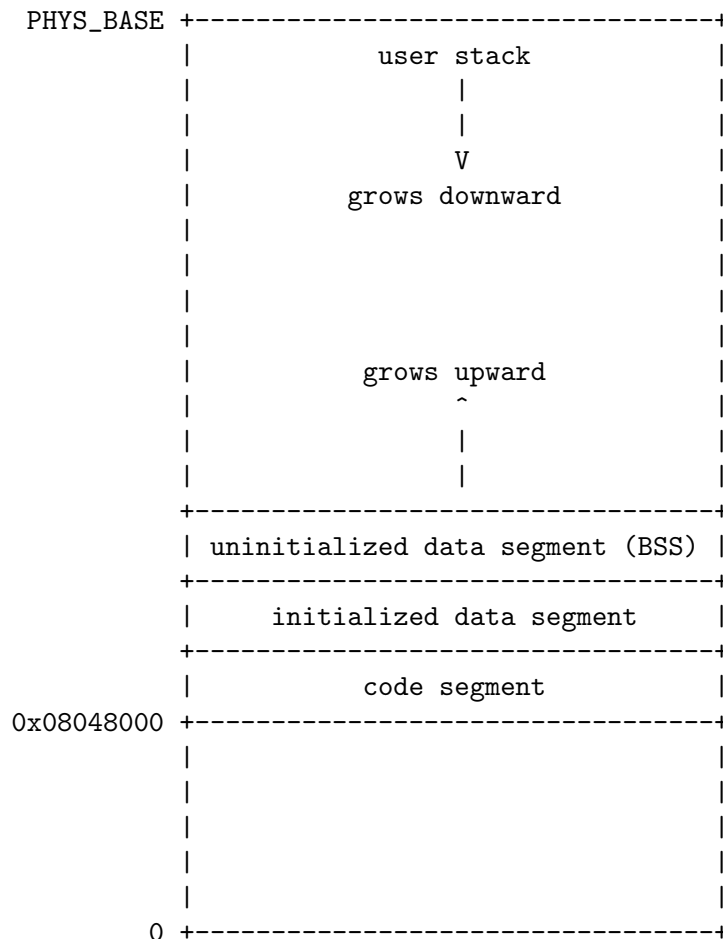 PHYS_BASE +----------------------------------+
| user stack |
| | |
| | |
| V |
| grows downward |
| |
| |
| |
| |
| grows upward |
| ^ |
| | |
| | |
+----------------------------------+
| uninitialized data segment (BSS) |
+----------------------------------+
| initialized data segment |
+----------------------------------+
| code segment |
0x08048000 +----------------------------------+
| |
| |
| |
| |
| |
0 +----------------------------------+